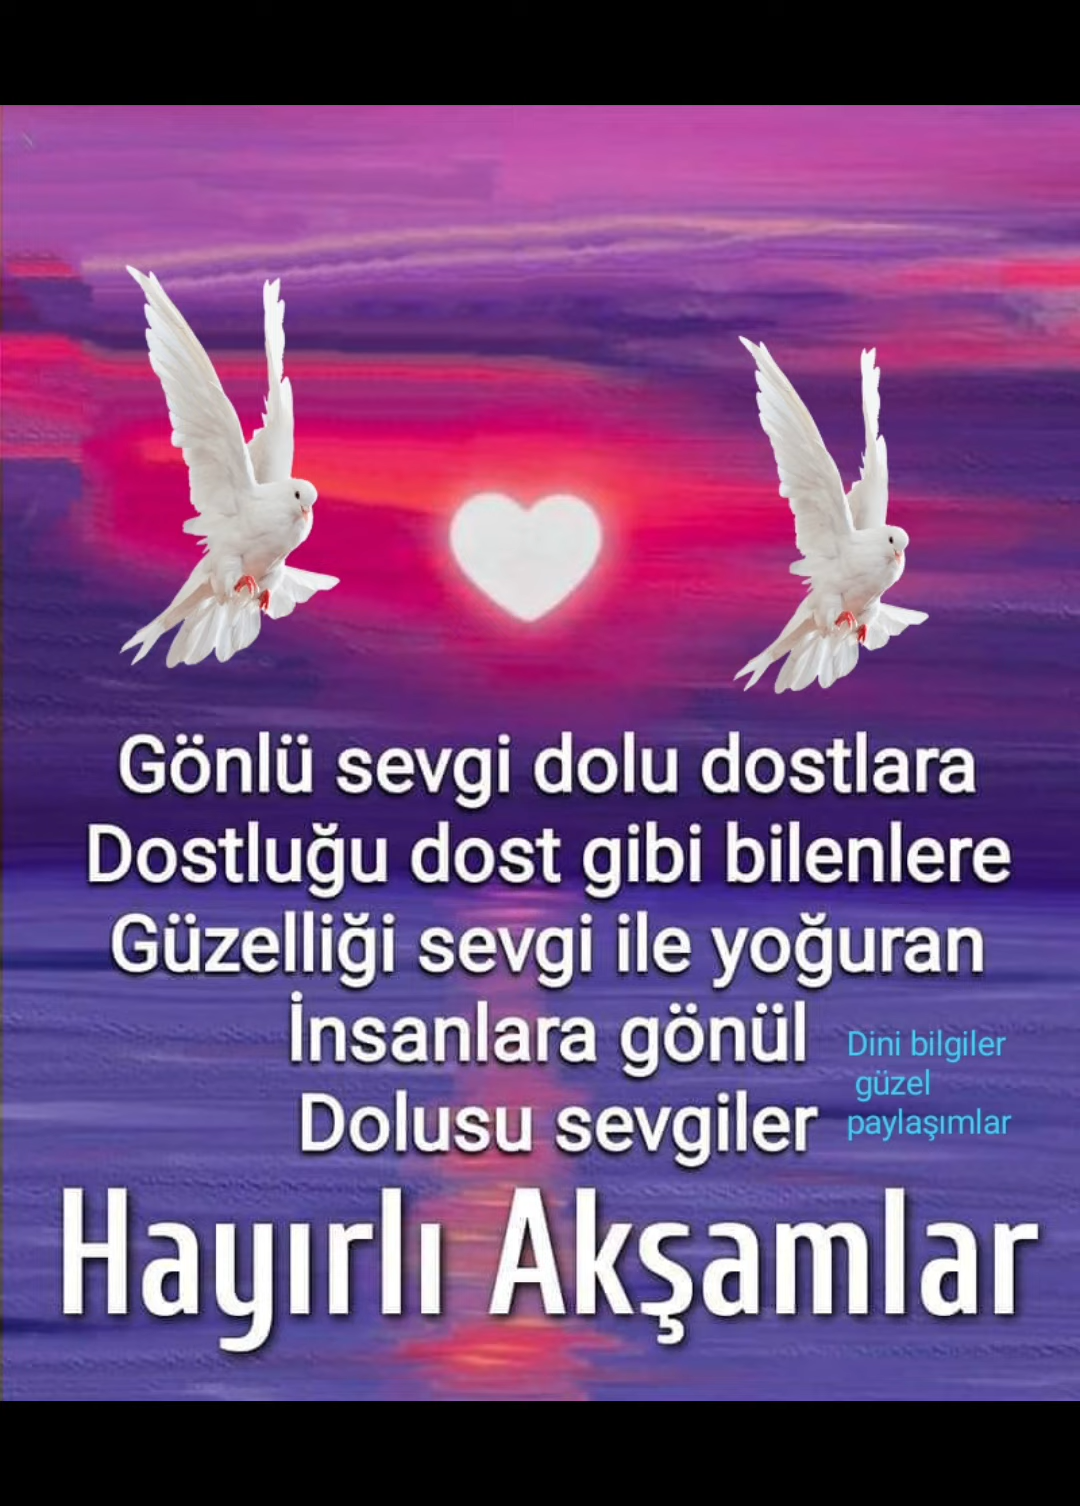 Gönlü sevgi dolu dostlara
Dostluğu dost gibi bilenlere
Güzelliği sevgi ile yoğuran
İnsanlara gönül
Dolusu sevgiler
Dini bilgiler
güzel
paylaşımlar
Hayırlı Akşamlar